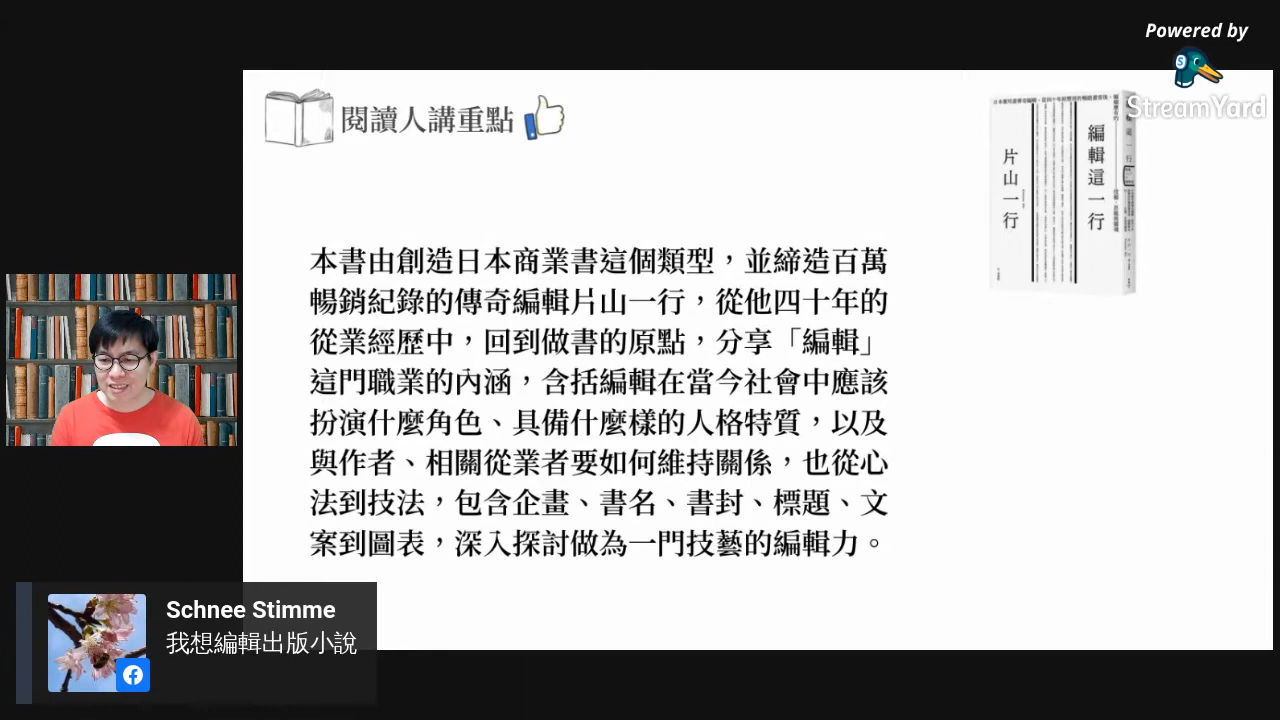 Powered by
StreamYard
閱讀人講重點
編輯這一行
片山一行
本書由創造日本商業書這個類型，並締造百萬
暢銷紀錄的傳奇編輯片山一行，從他四十年的
從業經歷中，回到做書的原點，分享「編輯」
這門職業的內涵，含括編輯在當今社會中應該
扮演什麼角色、具備什麼樣的人格特質，以及
與作者、相關從業者要如何維持關係，也從心
法到技法，包含企畫、書名、書封、標題、文
案到圖表，深入探討做為一門技藝的編輯力。
Schnee Stimme
我想編輯出版小說